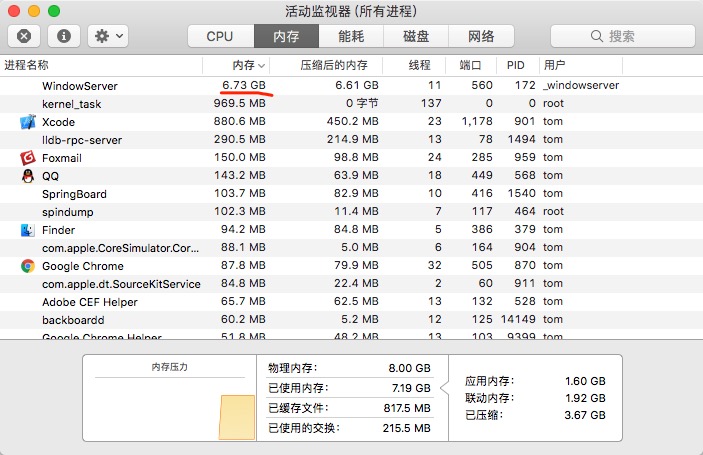 活动监视器 (所有进程)
CPU 内存 能耗 磁盘 网络 搜索
进程名称 内存 压缩后的内存 线程 端口 PID 用户
WindowServer 6.73 GB 6.61 GB 11 560 172 _windowserver
kernel_task 969.5 MB 0 字节 137 0 0 root
Xcode 880.6 MB 450.2 MB 23 1,178 901 tom
lldb-rpc-server 290.5 MB 214.9 MB 13 78 1494 tom
Foxmail 150.0 MB 98.8 MB 24 285 959 tom
QQ 143.2 MB 63.9 MB 18 449 568 tom
SpringBoard 103.7 MB 82.9 MB 10 416 1540 tom
spindump 102.3 MB 11.4 MB 7 117 464 root
Finder 94.2 MB 84.8 MB 5 386 379 tom
com.apple.CoreSimulator.Cor... 88.1 MB 5.0 MB 6 164 904 tom
Google Chrome 87.8 MB 79.9 MB 32 505 870 tom
com.apple.dt.SourceKitService 84.8 MB 22.4 MB 2 60 911 tom
Adobe CEF Helper 65.7 MB 62.5 MB 13 132 528 tom
backboardd 60.2 MB 5.2 MB 12 125 14149 tom
Google Chrome Helper 51.8 MB 48.2 MB 13 103 9399 tom
内存压力
物理内存： 8.00 GB
已使用内存： 7.19 GB
已缓存文件： 817.5 MB
已使用的交换： 215.5 MB
应用内存： 1.60 GB
联动内存： 1.92 GB
已压缩： 3.67 GB